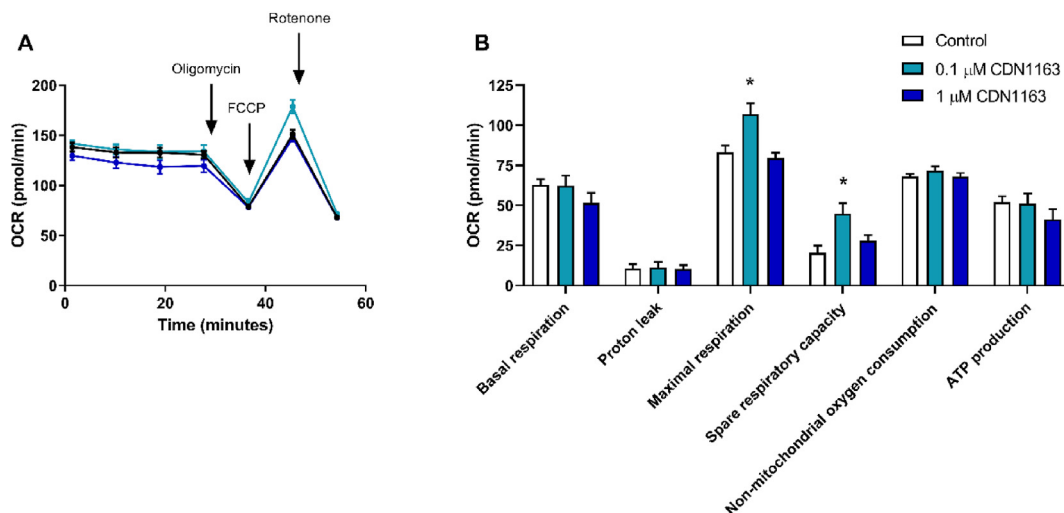 A
Rotenone
Oligomycin
FCCP
200
150
100
50
0
OCR (pmol/min)
0
20
40
60
Time (minutes)
B
Control
0.1 μM CDN1163
1 μM CDN1163
125
100
75
50
25
0
OCR (pmol/min)
*
*
Basal respiration
Proton leak
Maximal respiration
Spare respiratory capacity
Non-mitochondrial oxygen consumption
ATP production